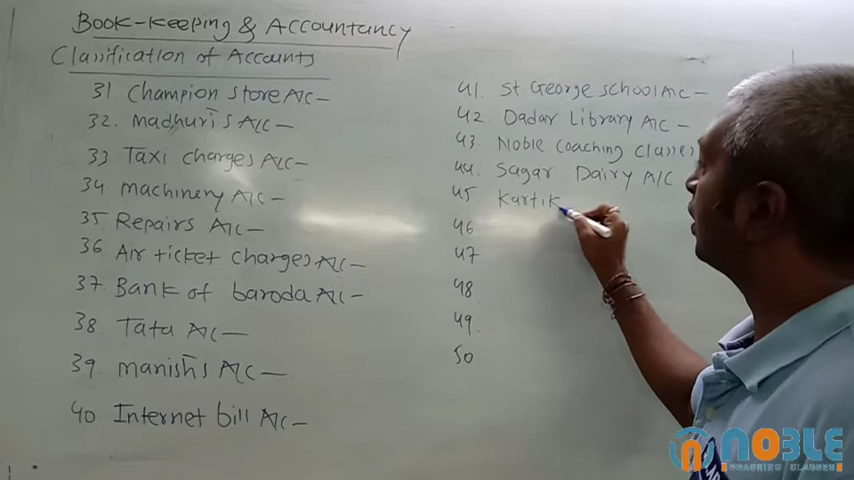 Book-keeping & Accountancy
Classification of Accounts
31. Champion Store A/C –
32. Madhuri's A/C –
33 Taxi charges A/C –
34 Machinery A/C –
35 Repairs A/C –
36 Air ticket charges A/C –
37. Bank of baroda A/C –
38 Tata A/C –
39. manish's A/C –
40 Internet bill A/C –
41. St George school A/C –
42. Dadar Library A/C –
43. Noble Coaching Classes
44. Sagar Dairy A/C
45 Kartik
46
47
48
49.
50
NOBLE
COACHING CLASSES